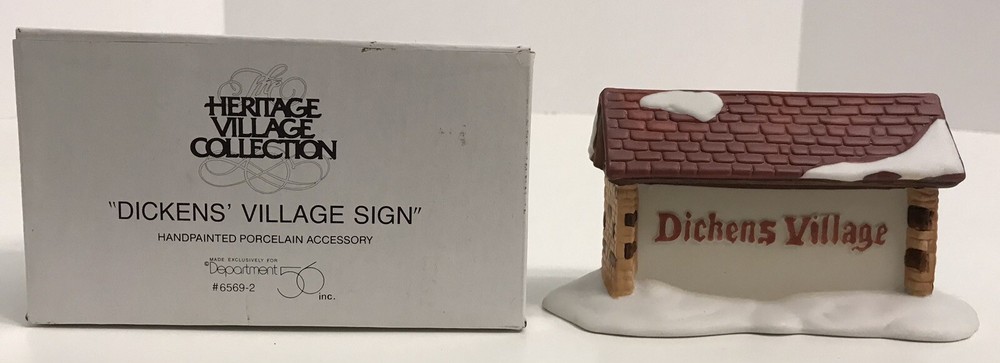 The
HERITAGE
VILLAGE
COLLECTION
"DICKENS' VILLAGE SIGN"
HANDPAINTED PORCELAIN ACCESSORY
MADE EXCLUSIVELY FOR
©Department 56 inc.
#6569-2
Dickens Village